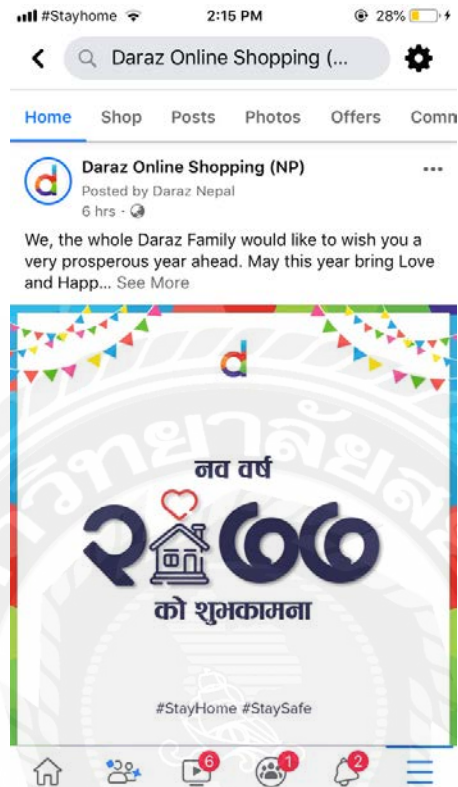 #Stayhome 2:15 PM 28%
Daraz Online Shopping (...
Home Shop Posts Photos Offers Comn
Daraz Online Shopping (NP)
Posted by Daraz Nepal
6 hrs ·
We, the whole Daraz Family would like to wish you a
very prosperous year ahead. May this year bring Love
and Happ... See More
d
नव वर्ष
२०७७
को शुभकामना
#StayHome #StaySafe
6 1 2